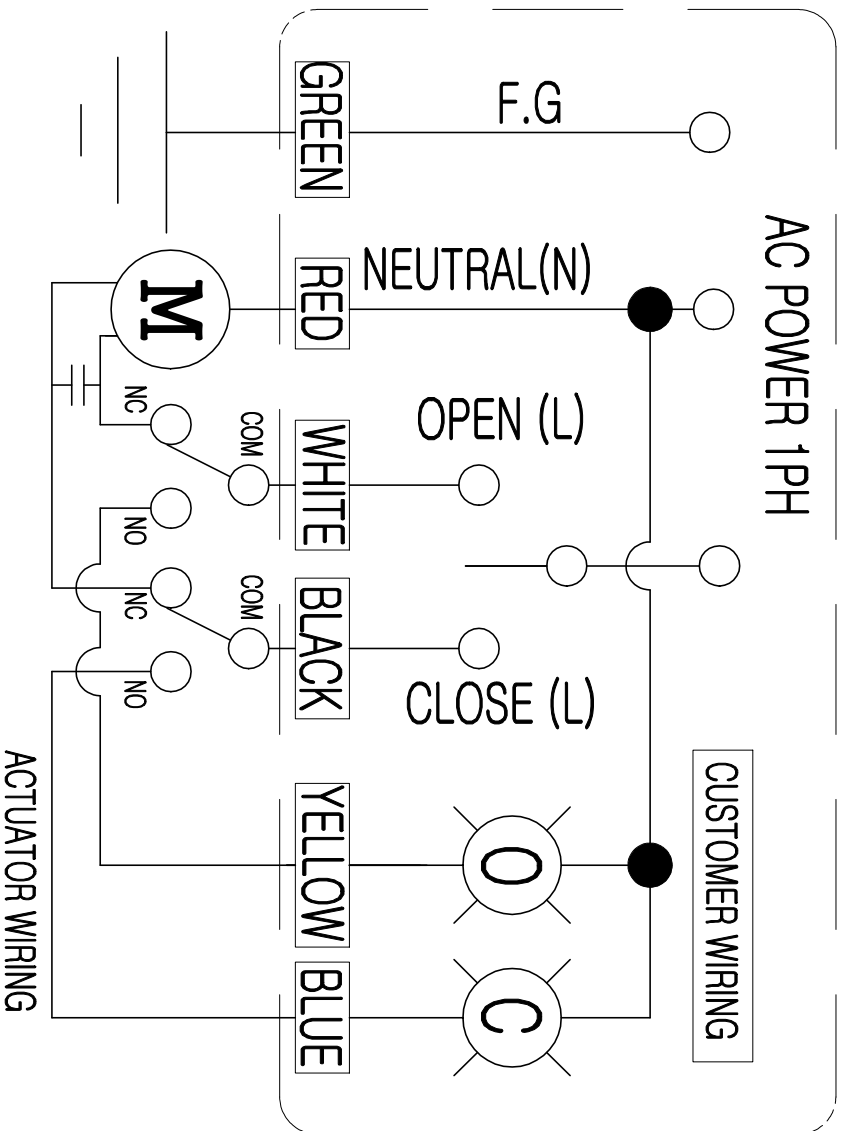 AC POWER 1PH
CUSTOMER WIRING
F.G
NEUTRAL(N)
OPEN (L)
CLOSE (L)
O
C
GREEN
RED
WHITE
BLACK
YELLOW
BLUE
COM
COM
M
NC
NO
NC
NO
ACTUATOR WIRING